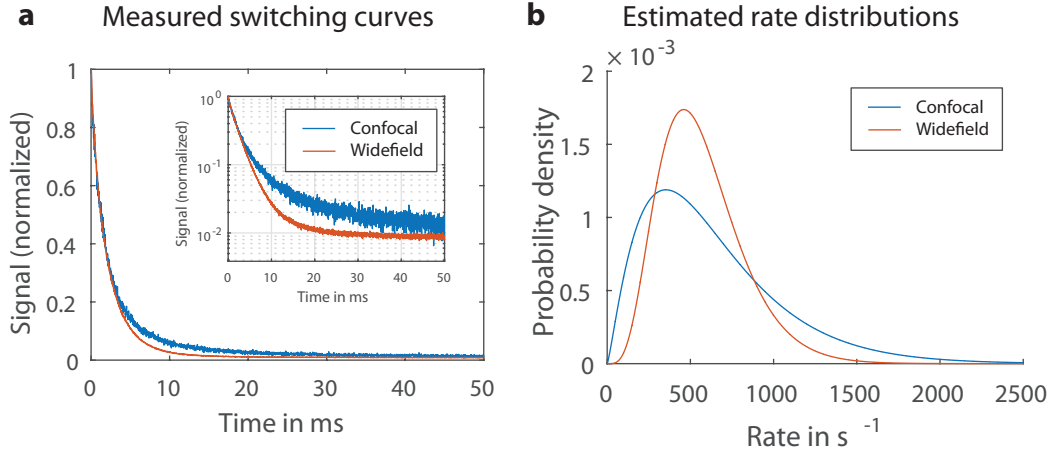 a Measured switching curves
1
0.8
0.6
0.4
0.2
0
0 10 20 30 40 50
Signal (normalized)
Time in ms
10^0
10^-1
10^-2
0 10 20 30 40 50
Signal (normalized)
Time in ms
Confocal
Widefield
b Estimated rate distributions
× 10^-3
2
1.5
1
0.5
0
0 500 1000 1500 2000 2500
Probability density
Rate in s^-1
Confocal
Widefield